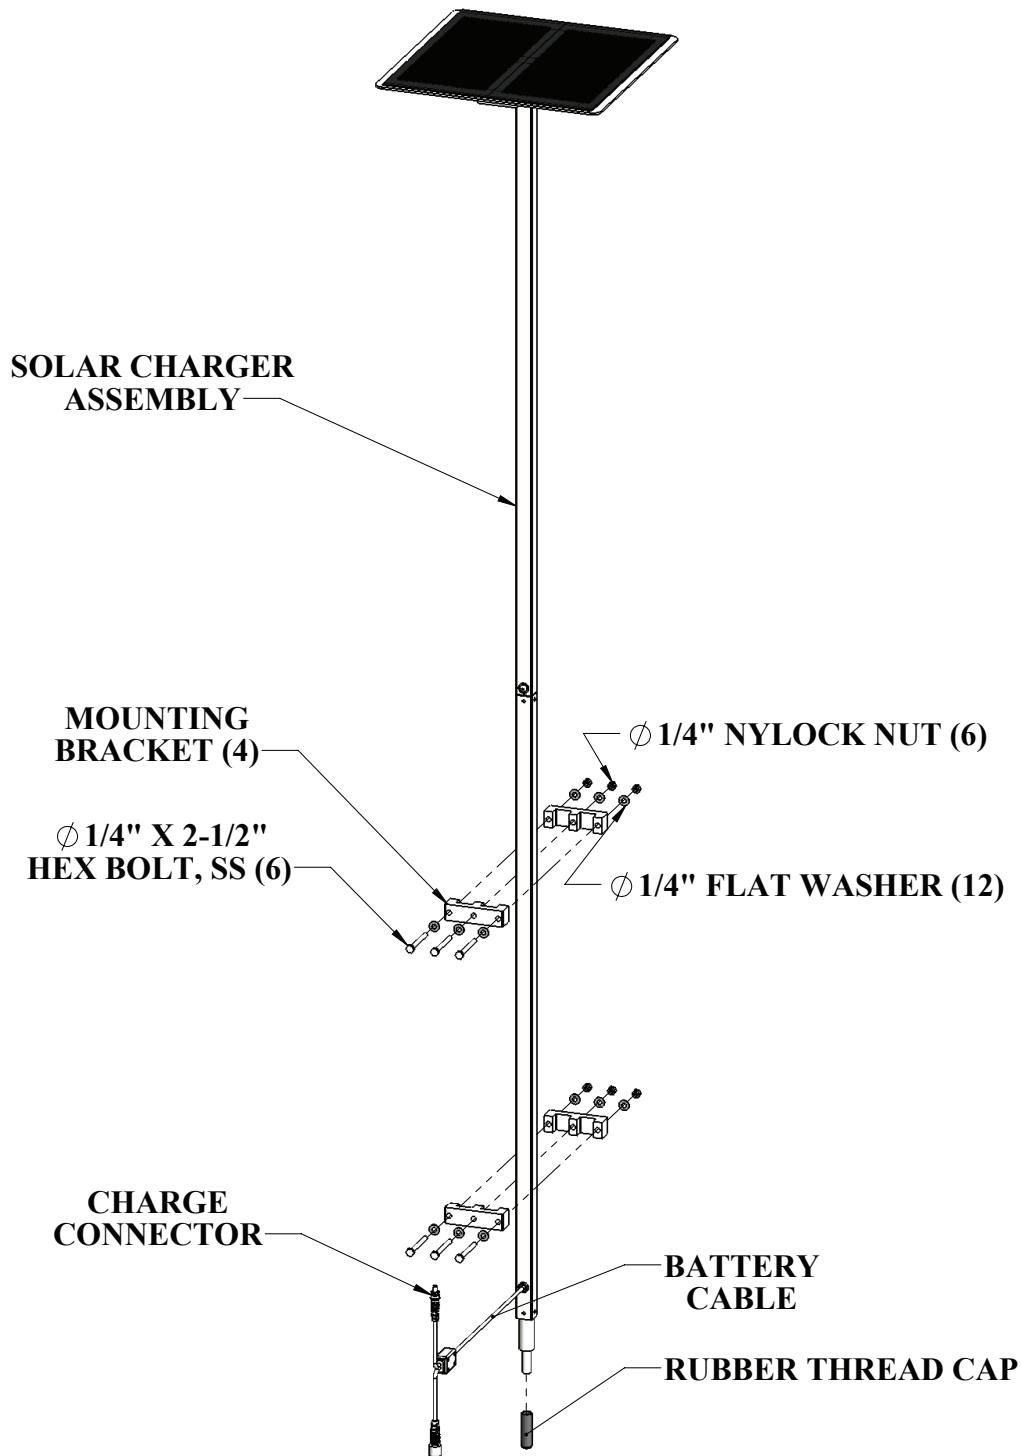 SOLAR CHARGER
ASSEMBLY
MOUNTING
BRACKET (4)
∅ 1/4" NYLOCK NUT (6)
∅ 1/4" X 2-1/2"
HEX BOLT, SS (6)
∅ 1/4" FLAT WASHER (12)
CHARGE
CONNECTOR
BATTERY
CABLE
RUBBER THREAD CAP